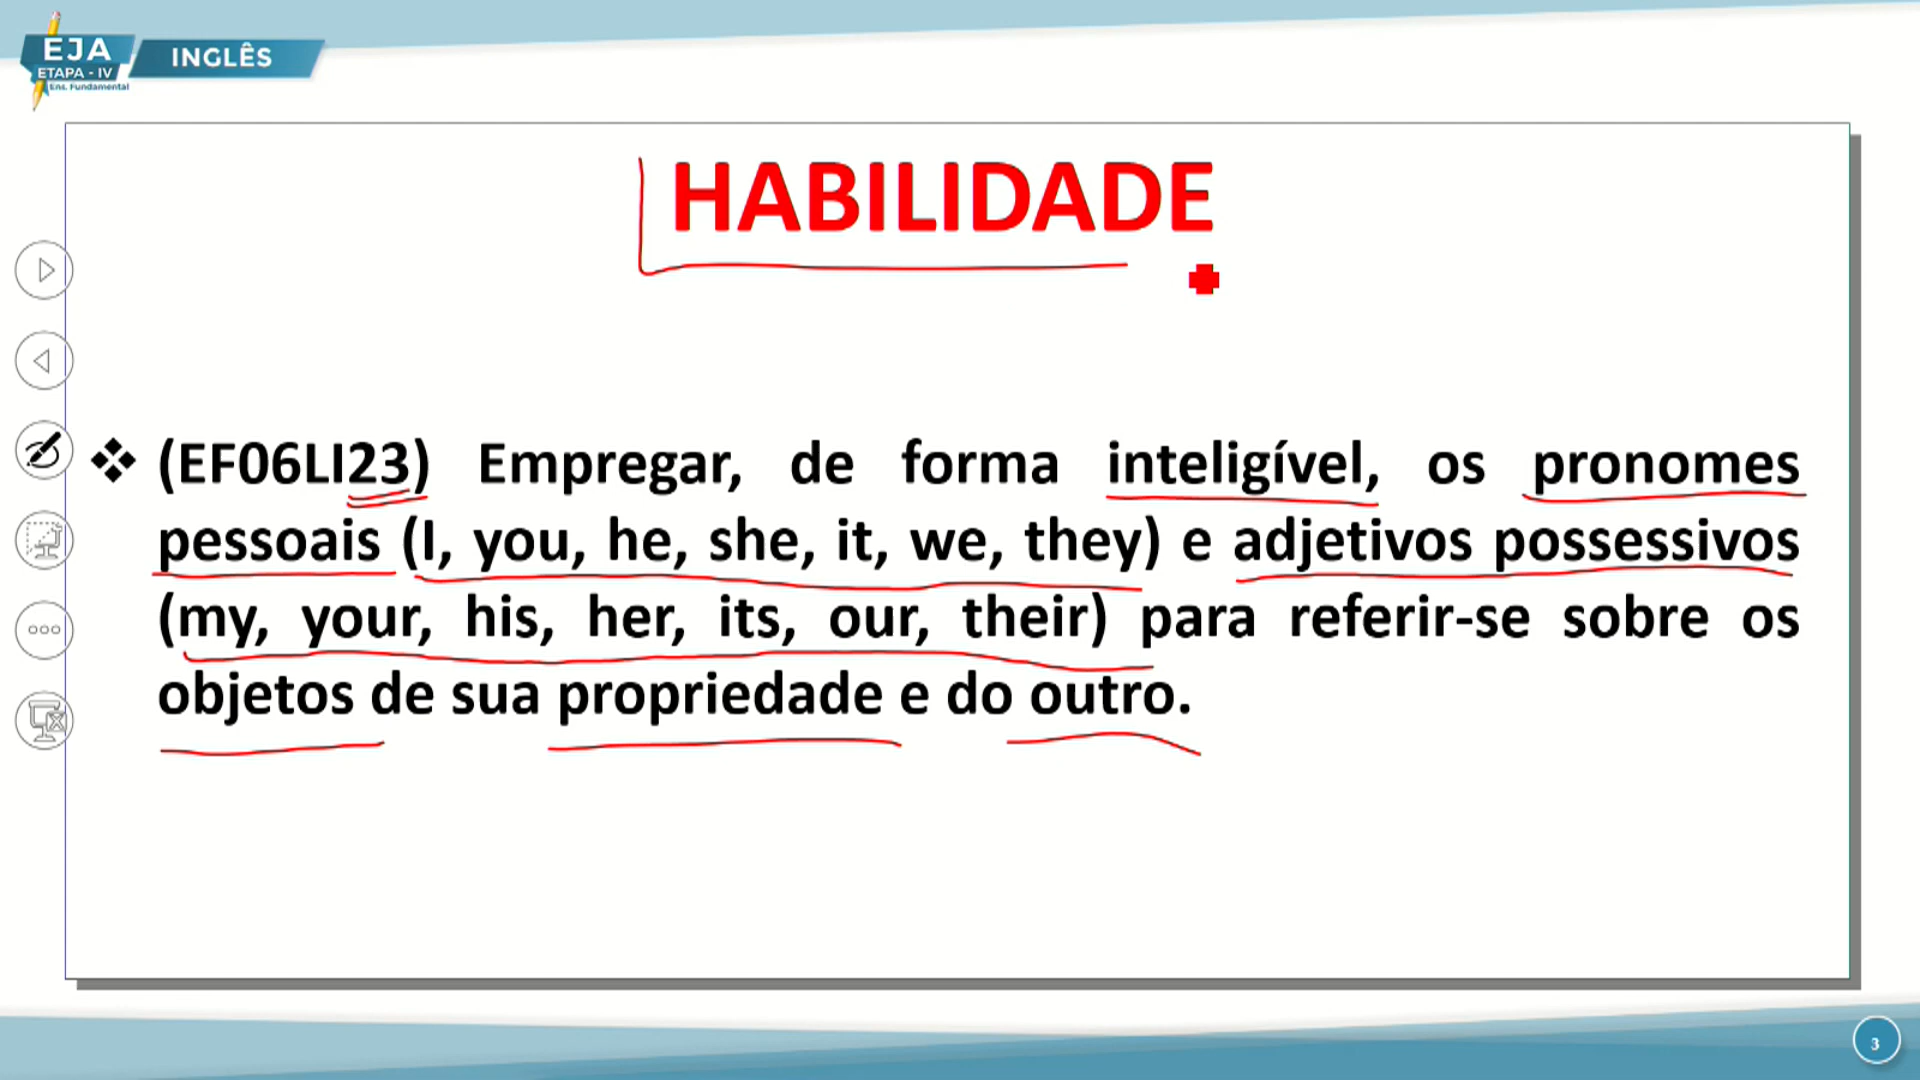 EJA
ETAPA - IV
Ens. Fundamental
INGLÊS
HABILIDADE
❖ (EF06LI23) Empregar, de forma inteligível, os pronomes
pessoais (I, you, he, she, it, we, they) e adjetivos possessivos
(my, your, his, her, its, our, their) para referir-se sobre os
objetos de sua propriedade e do outro.
3